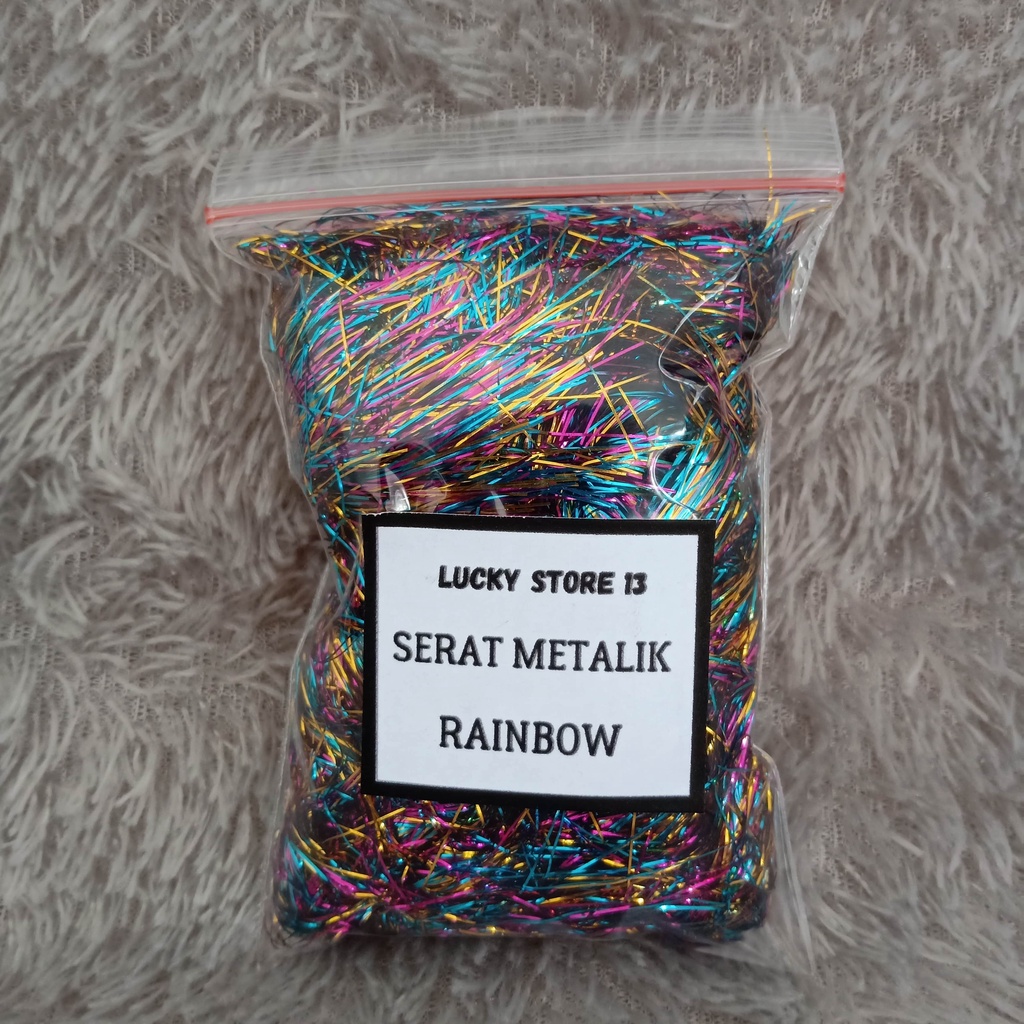 LUCKY STORE 13
SERAT METALIK
RAINBOW